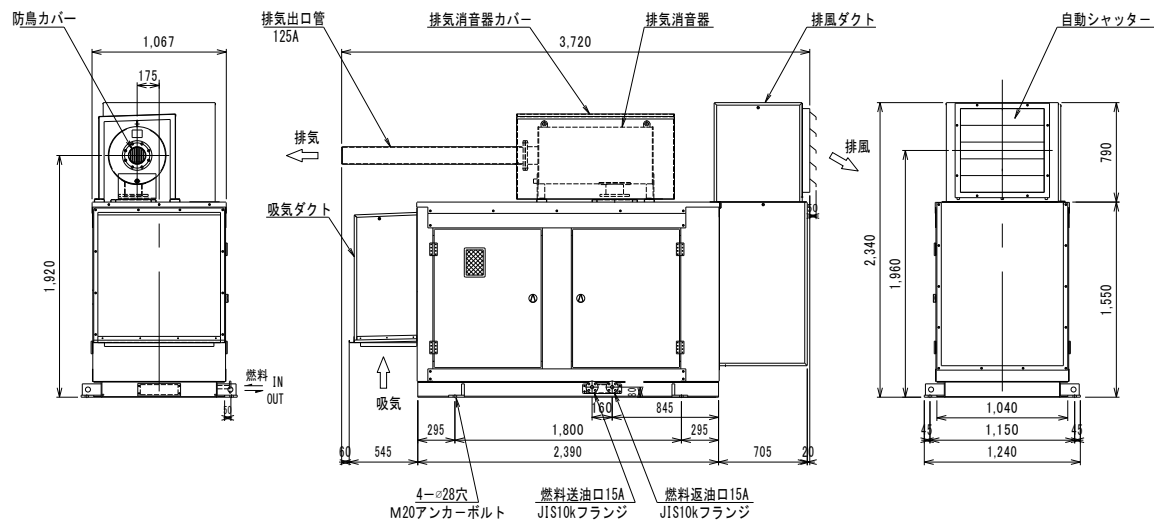 防鳥カバー
排気出口管
125A
排気消音器カバー
排気消音器
排風ダクト
自動シャッター
1,067
175
3,720
排気
排風
50
吸気ダクト
1,920
2,340
1,960
790
1,550
燃料 IN
OUT
50
吸気
80
160
845
295
1,800
295
60
545
2,390
705
20
1,040
45
1,150
45
1,240
4-⌀28穴
M20アンカーボルト
燃料送油口15A
JIS10kフランジ
燃料返油口15A
JIS10kフランジ